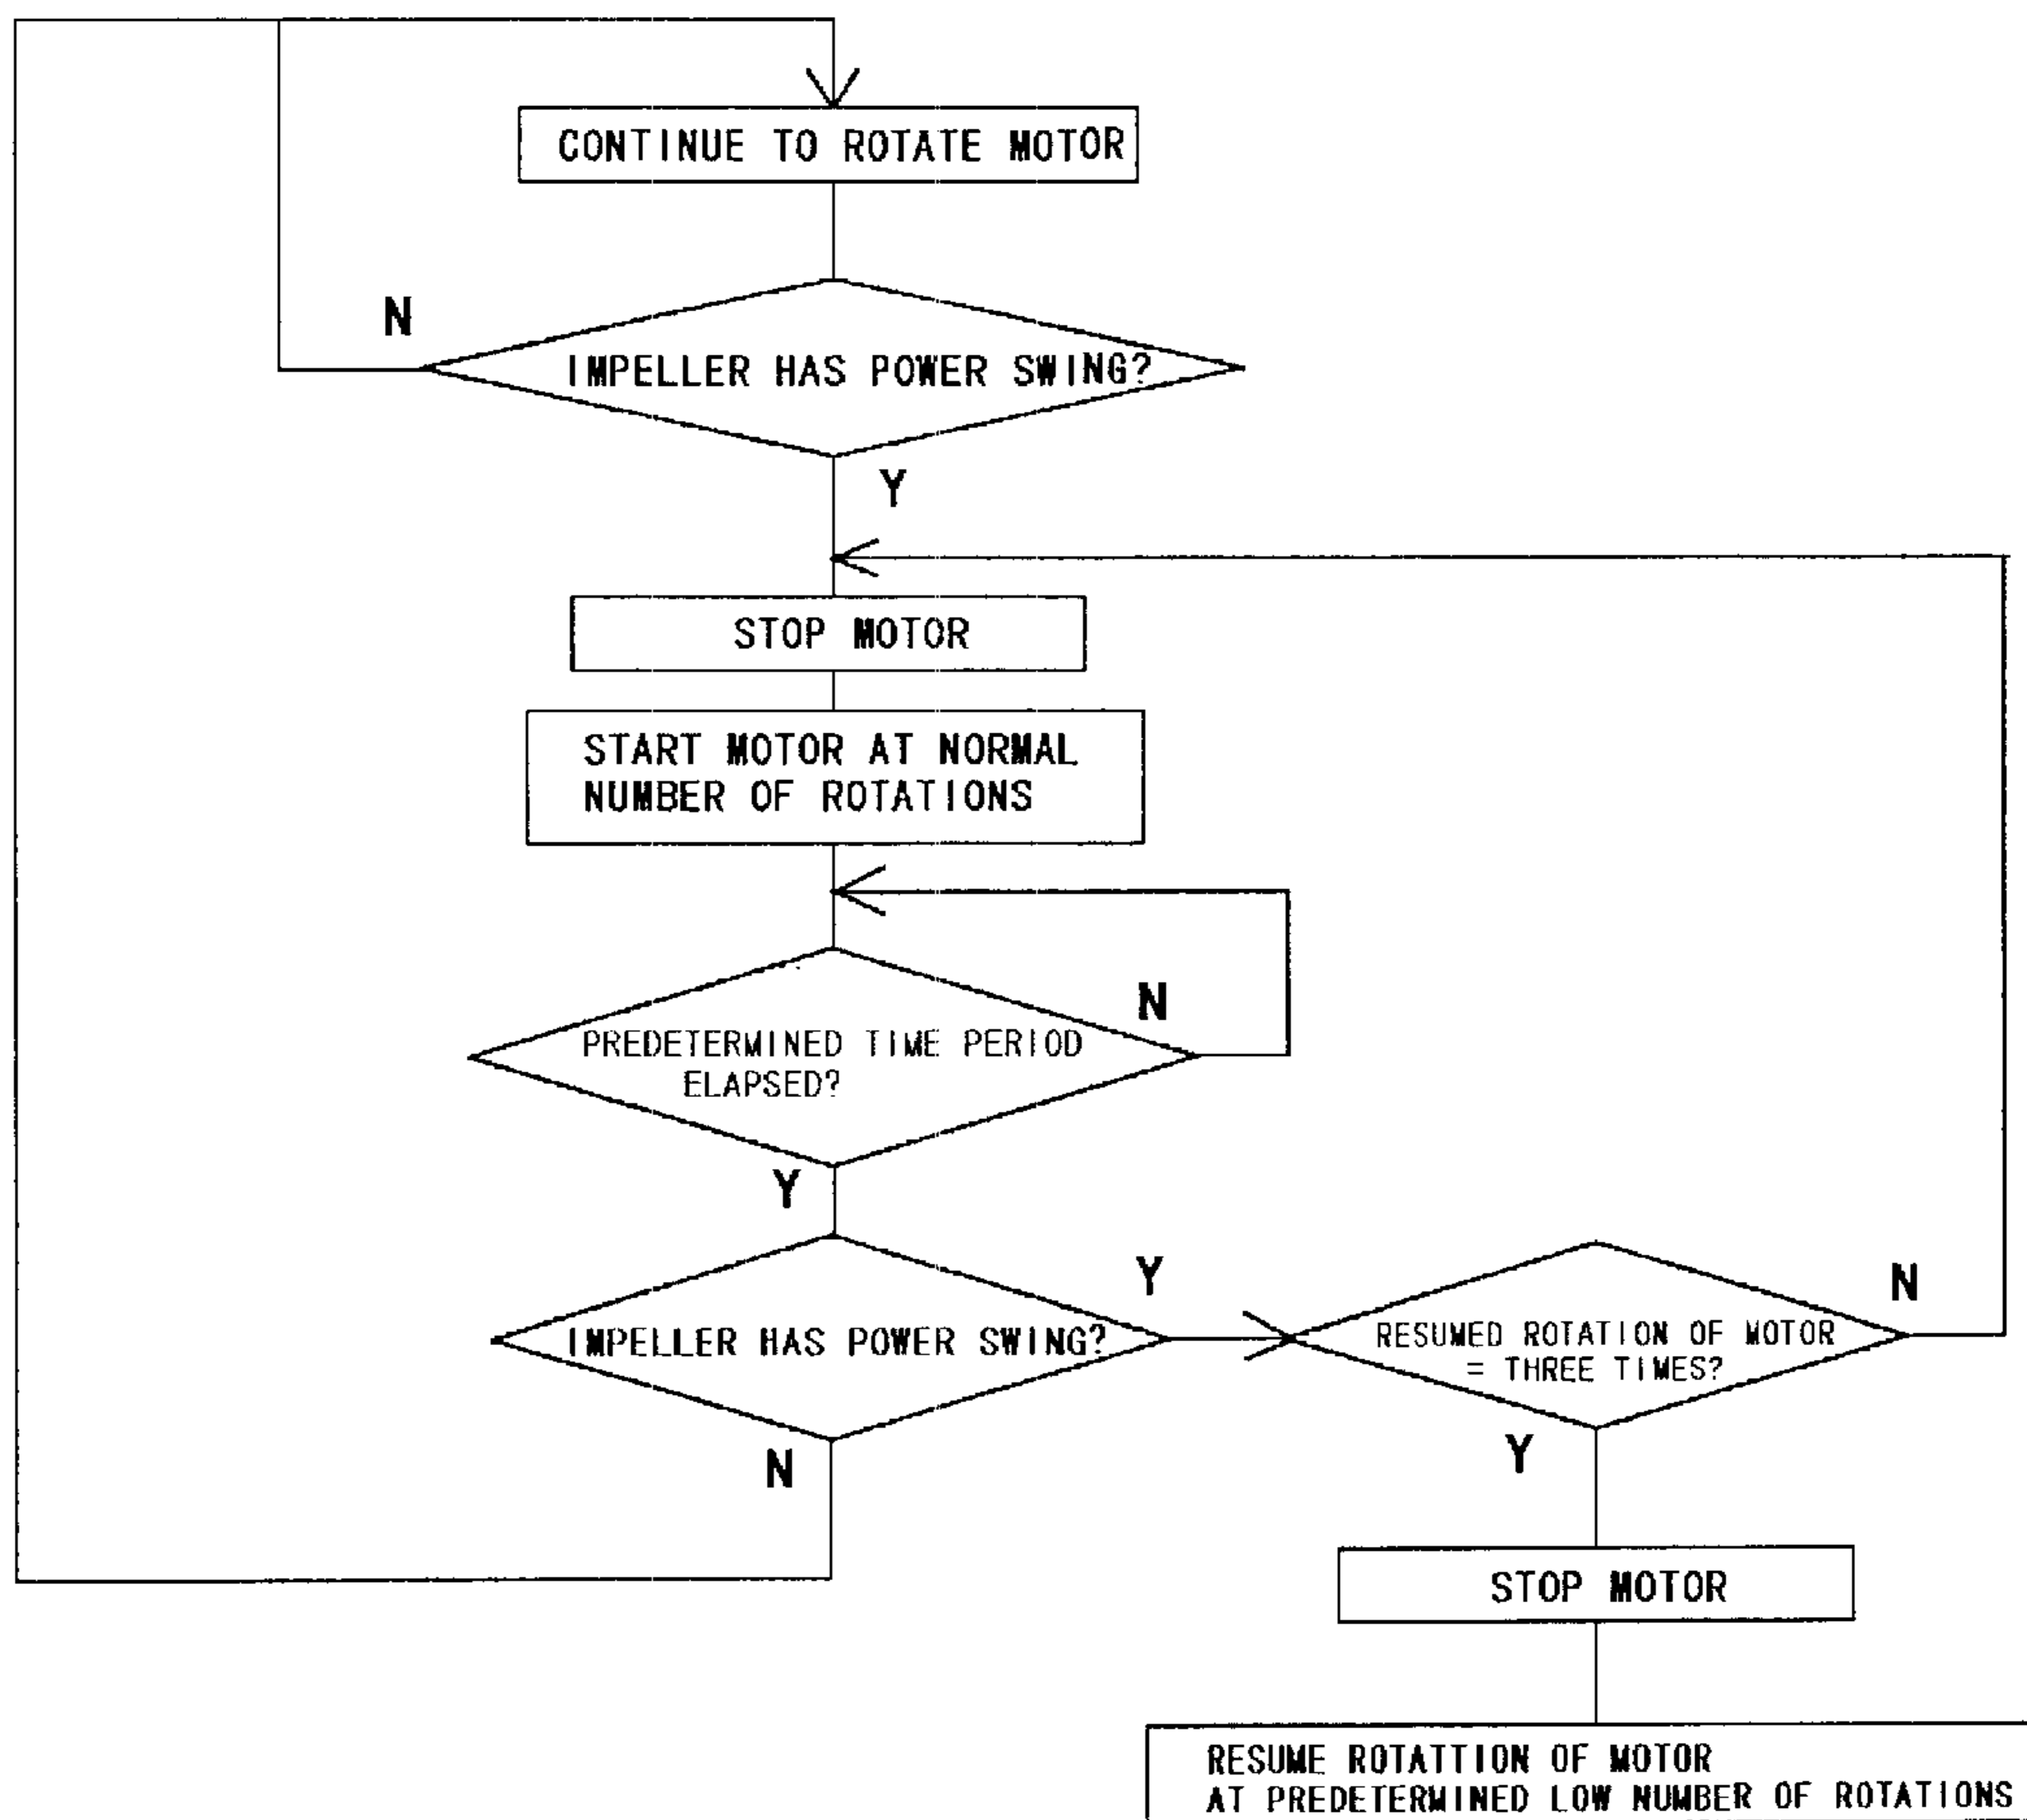 CONTINUE TO ROTATE MOTOR
N
IMPELLER HAS POWER SWING?
Y
STOP MOTOR
START MOTOR AT NORMAL
NUMBER OF ROTATIONS
N
PREDETERMINED TIME PERIOD
ELAPSED?
Y
Y
IMPELLER HAS POWER SWING?
N
N
RESUMED ROTATION OF MOTOR
= THREE TIMES?
Y
STOP MOTOR
RESUME ROTATTION OF MOTOR
AT PREDETERMINED LOW NUMBER OF ROTATIONS